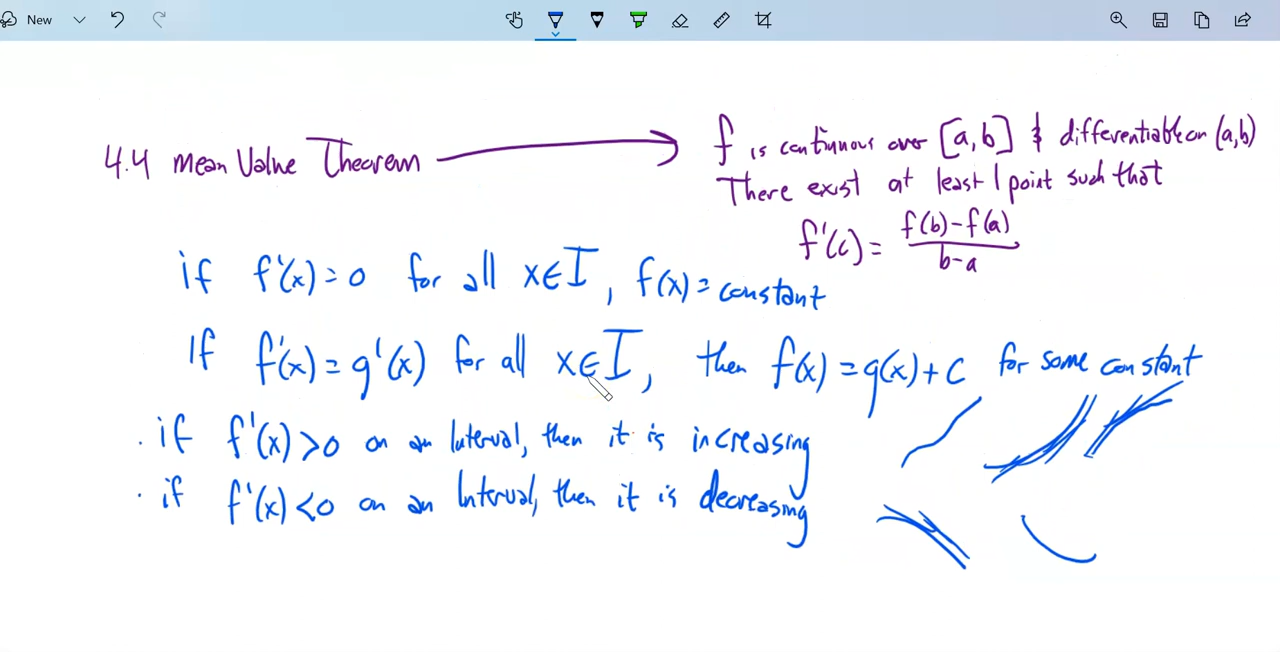 New
4.4 Mean Value Theorem
f is continuous over [a, b] & differentiable on (a, b)
There exist at least 1 point such that
f'(c) = f(b) - f(a) / b - a
if f'(x) = 0 for all x ∈ I, f(x) = constant
If f'(x) = g'(x) for all x ∈ I, then f(x) = g(x) + C for some constant
· if f'(x) > 0 on an Interval, then it is increasing
· if f'(x) < 0 on an Interval, then it is decreasing